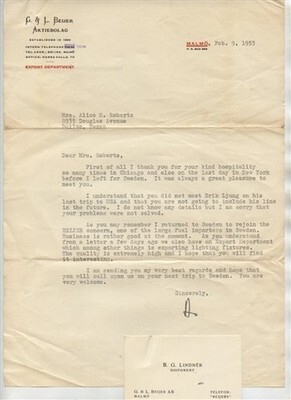 G. & L. BEIJER
AKTIEBOLAG
ESTABLISHED IN 1866
EXPORT DEPARTMENT
MALMÖ, Feb. 9, 1953
Mrs. Alice M. Roberts
Douglas Avenue
Dallas, Texas
Dear Mrs. Roberts,
First of all I thank you for your kind hospitality
so many times in Chicago and also on the last day in New York
before I left for Sweden. It was always a great pleasure to
meet you.
I understand that you did not meet Erik Ljung on his
last trip to USA and that you are not going to include his line
in the future. I do not know any details but I am sorry that
your problems were not solved.
As you may remember I returned to Sweden to rejoin the
BEIJER concern, one of the large fuel importers in Sweden.
Business is rather good at the moment. As you understand
from a letter a few days ago we also have an Export Department
which among other things is exporting lighting fixtures.
The quality is extremely high and I hope that you will find
it interesting.
I am sending you my very best regards and hope that
you will call upon us on your next trip to Sweden. You are
very welcome.
Sincerely,
B. G. LINDNER
DISPONENT
G. & L. BEIJER AB
MALMÖ
TELEFON-